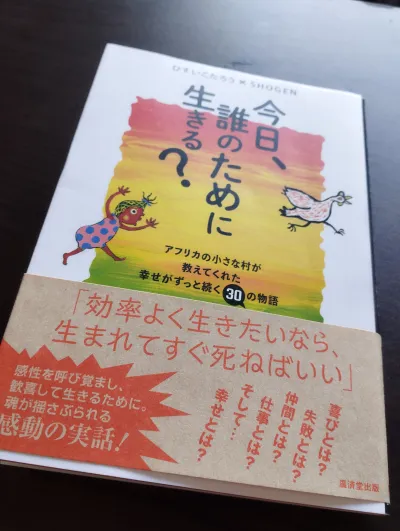 ひすいこたろう × SHOGEN
今日、
誰のために
生きる?
アフリカの小さな村が
教えてくれた
幸せがずっと続く30の物語
「効率よく生きたいなら、
生まれてすぐ死ねばいい」
感性を呼び覚まし、
歓喜して生きるために。
魂が揺さぶられる
感動の実話!
喜びとは?
失敗とは?
仲間とは?
仕事とは?
そして…
幸せとは?
廣済堂出版